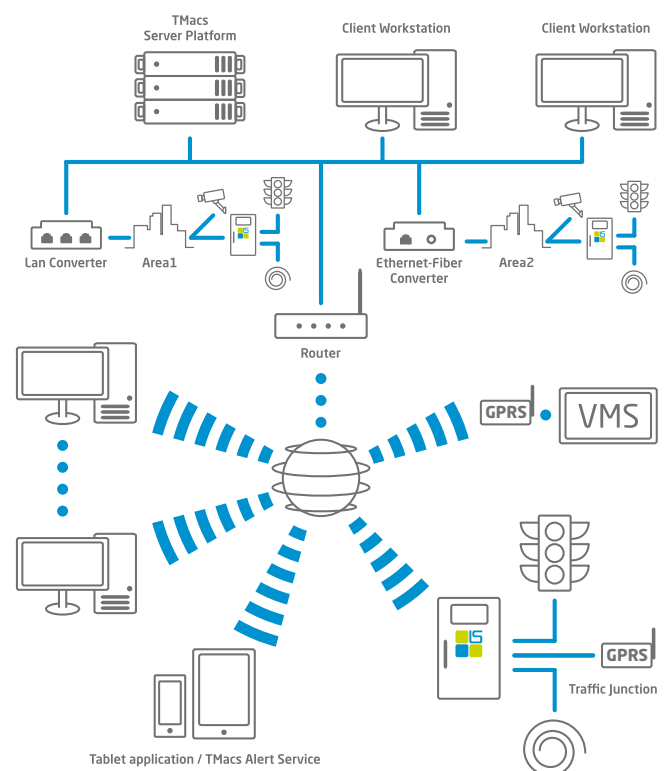 TMacs
Server Platform
Client Workstation
Client Workstation
Lan Converter
Area1
Ethernet-Fiber
Converter
Area2
Router
GPRS
VMS
GPRS
Traffic Junction
Tablet application / TMacs Alert Service